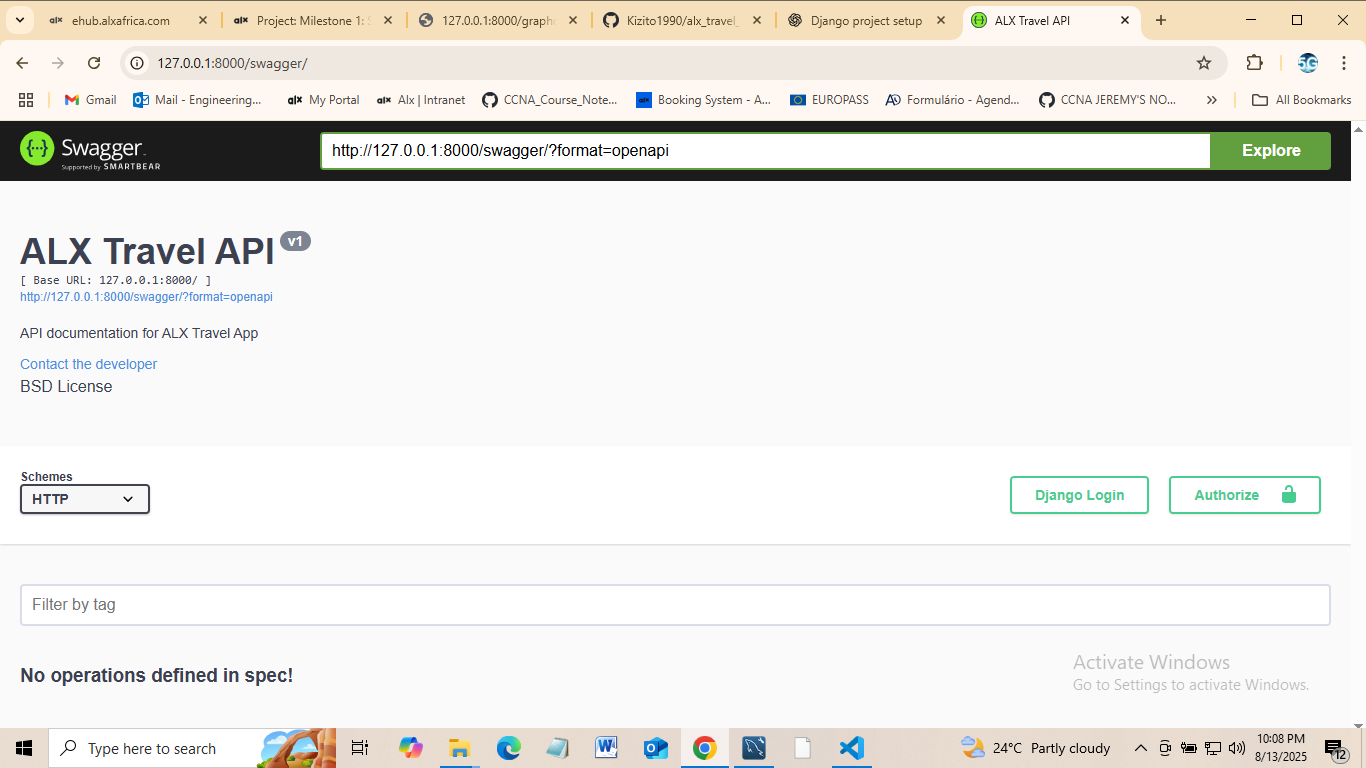 ehub.alxafrica.com
Project: Milestone 1: S
127.0.0.1:8000/graph
Kizito1990/alx_travel_
Django project setup
ALX Travel API
127.0.0.1:8000/swagger/
Gmail
Mail - Engineering...
My Portal
Alx | Intranet
CCNA_Course_Note...
Booking System - A...
EUROPASS
Formulário - Agend...
CCNA JEREMY'S NO...
All Bookmarks
Swagger.
Supported by SMARTBEAR
http://127.0.0.1:8000/swagger/?format=openapi
Explore
ALX Travel API v1
[ Base URL: 127.0.0.1:8000/ ]
http://127.0.0.1:8000/swagger/?format=openapi
API documentation for ALX Travel App
Contact the developer
BSD License
Schemes
HTTP
Django Login
Authorize
Filter by tag
No operations defined in spec!
Activate Windows
Go to Settings to activate Windows.
Type here to search
24°C Partly cloudy
10:08 PM
8/13/2025
12